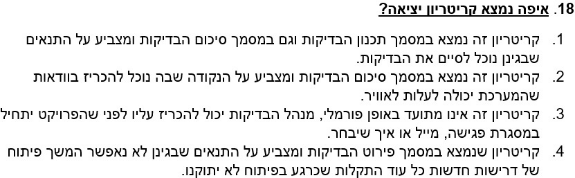 18. איפה נמצא קריטריון יציאה?
1. קריטריון זה נמצא במסמך תכנון הבדיקות וגם במסמך סיכום הבדיקות ומצביע על התנאים
שבגינן נוכל לסיים את הבדיקות.
2. קריטריון זה נמצא במסמך סיכום הבדיקות ומצביע על הנקודה שבה נוכל להכריז בוודאות
שהמערכת יכולה לעלות לאוויר.
3. קריטריון זה אינו מתועד באופן פורמלי, מנהל הבדיקות יכול להכריז עליו לפני שהפרויקט יתחיל
במסגרת פגישה, מייל או איך שיבחר.
4. קריטריון שנמצא במסמך פירוט הבדיקות ומצביע על התנאים שבגינן לא נאפשר המשך פיתוח
של דרישות חדשות כל עוד התקלות שכרגע בפיתוח לא יתוקנו.